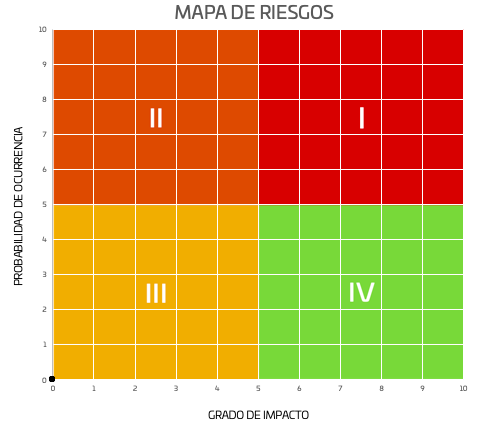 MAPA DE RIESGOS
10
9
8
7
6
5
4
3
2
1
0
II
I
III
IV
PROBABILIDAD DE OCURRENCIA
0 1 2 3 4 5 6 7 8 9 10
GRADO DE IMPACTO